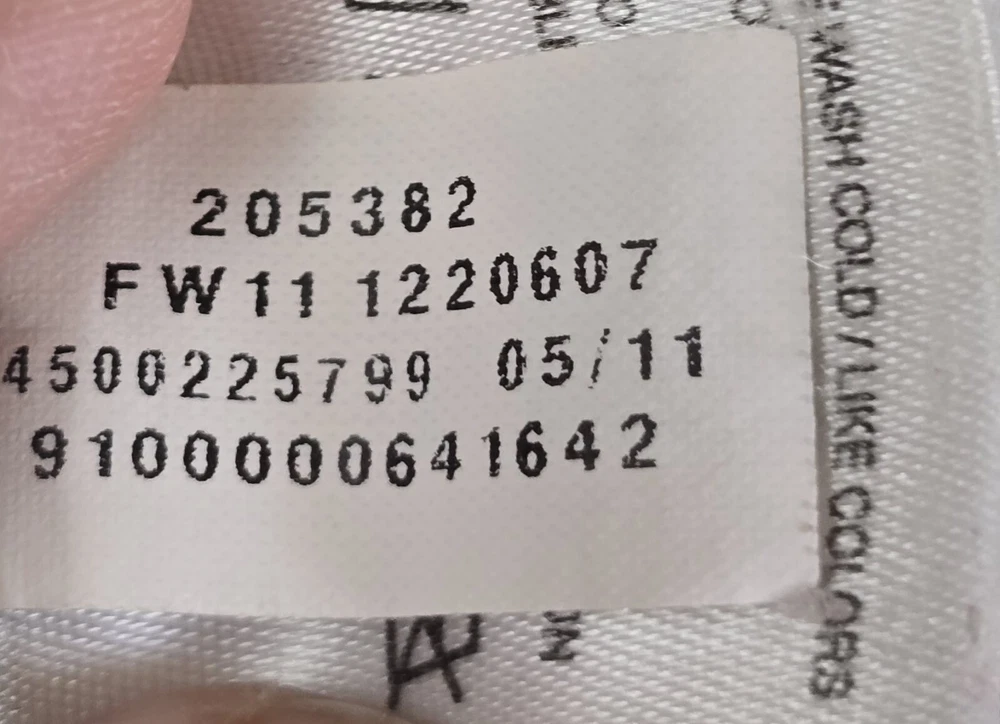 205382
FW11 1220607
4500225799 05/11
9100000641642
WASH COLD / LIKE COLORS